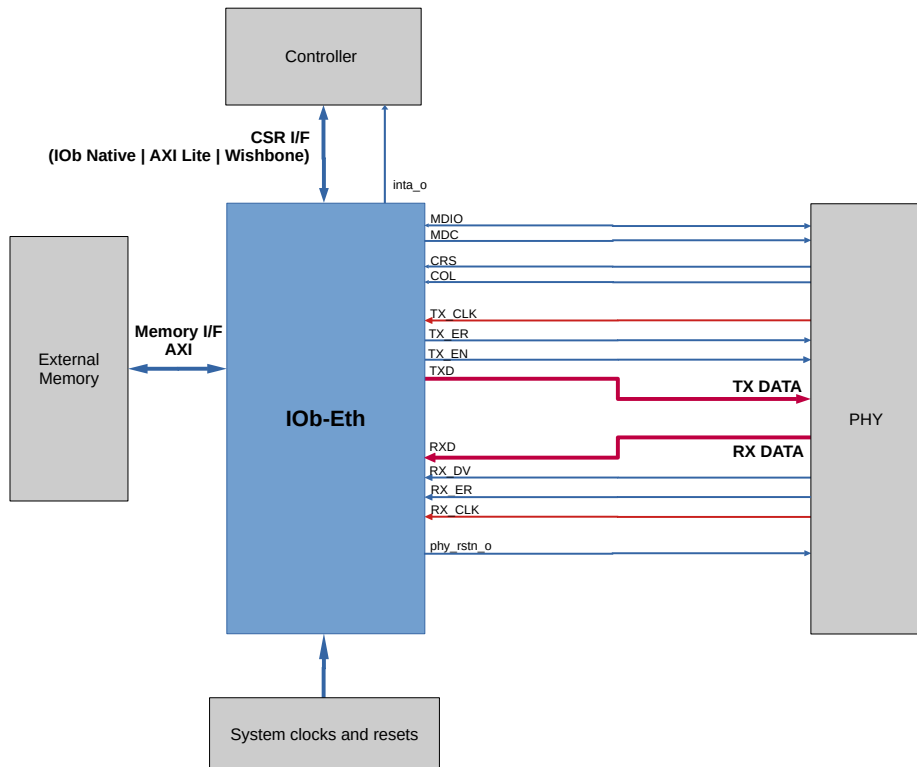 Controller
CSR I/F
(IOb Native | AXI Lite | Wishbone)
inta_o
MDIO
MDC
CRS
COL
TX_CLK
TX_ER
TX_EN
TXD
TX DATA
Memory I/F
AXI
External
Memory
IOb-Eth
PHY
RXD
RX DATA
RX_DV
RX_ER
RX_CLK
phy_rstn_o
System clocks and resets